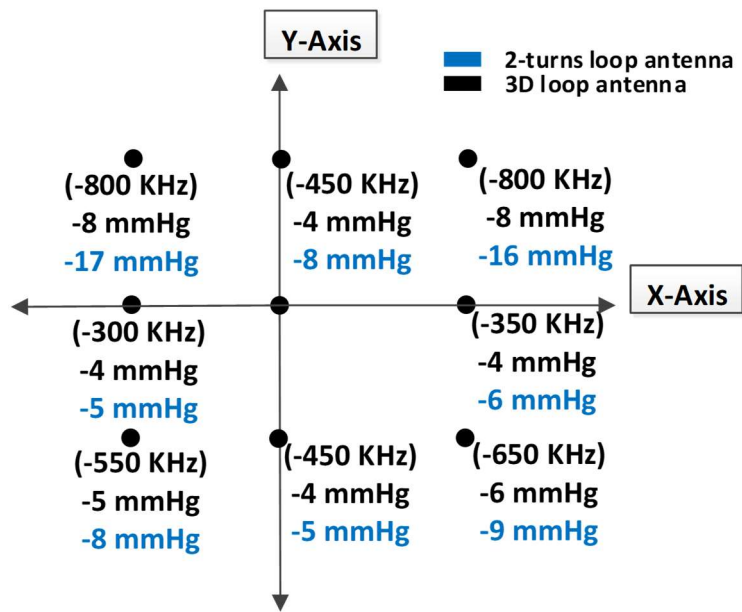 Y-Axis
2-turns loop antenna
3D loop antenna
(-800 KHz)
-8 mmHg
-17 mmHg
(-450 KHz)
-4 mmHg
-8 mmHg
(-800 KHz)
-8 mmHg
-16 mmHg
X-Axis
(-300 KHz)
-4 mmHg
-5 mmHg
(-350 KHz)
-4 mmHg
-6 mmHg
(-550 KHz)
-5 mmHg
-8 mmHg
(-450 KHz)
-4 mmHg
-5 mmHg
(-650 KHz)
-6 mmHg
-9 mmHg